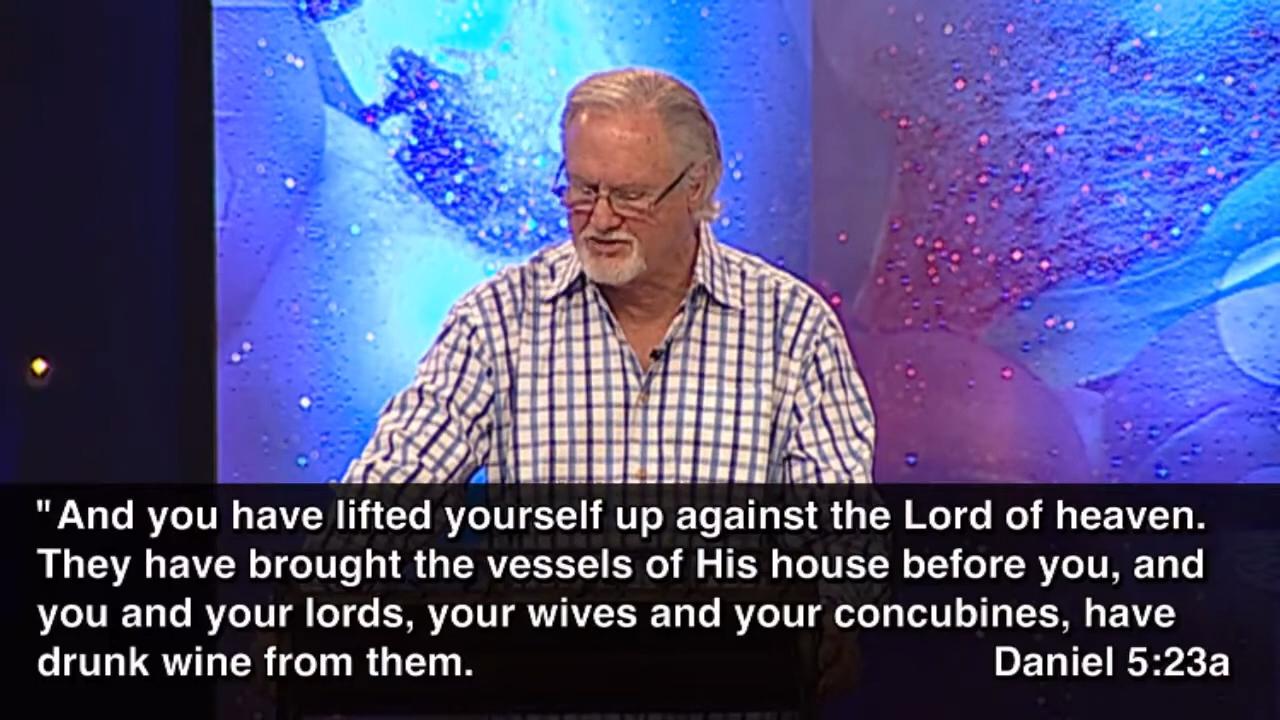 "And you have lifted yourself up against the Lord of heaven.
They have brought the vessels of His house before you, and
you and your lords, your wives and your concubines, have
drunk wine from them. Daniel 5:23a